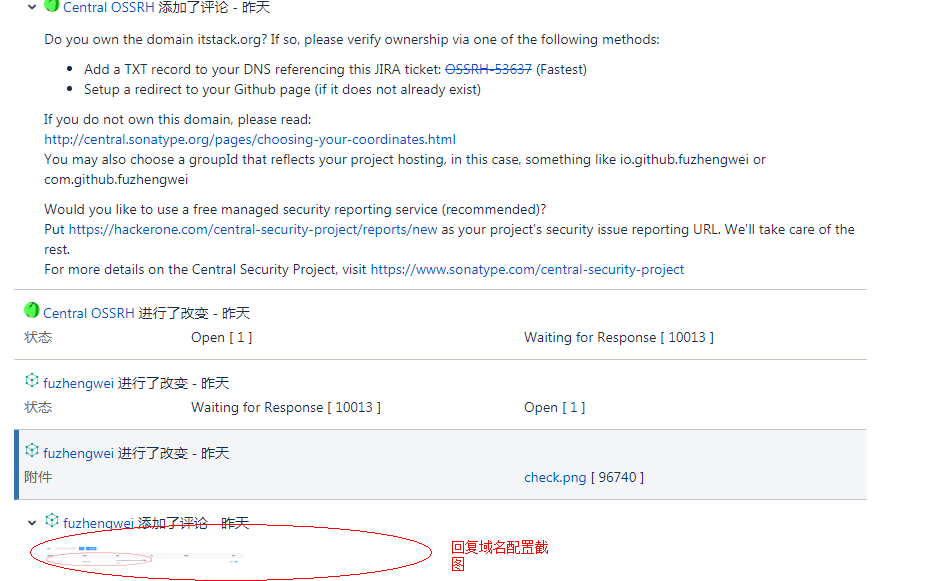 Central OSSRH 添加了评论 - 昨天
Do you own the domain itstack.org? If so, please verify ownership via one of the following methods:
Add a TXT record to your DNS referencing this JIRA ticket: OSSRH-53637 (Fastest)
Setup a redirect to your Github page (if it does not already exist)
If you do not own this domain, please read:
http://central.sonatype.org/pages/choosing-your-coordinates.html
You may also choose a groupId that reflects your project hosting, in this case, something like io.github.fuzhengwei or
com.github.fuzhengwei
Would you like to use a free managed security reporting service (recommended)?
Put https://hackerone.com/central-security-project/reports/new as your project's security issue reporting URL. We'll take care of the
rest.
For more details on the Central Security Project, visit https://www.sonatype.com/central-security-project
Central OSSRH 进行了改变 - 昨天
状态 Open [ 1 ] Waiting for Response [ 10013 ]
fuzhengwei 进行了改变 - 昨天
状态 Waiting for Response [ 10013 ] Open [ 1 ]
fuzhengwei 进行了改变 - 昨天
附件 check.png [ 96740 ]
fuzhengwei 添加了评论 - 昨天
回复域名配置截
图